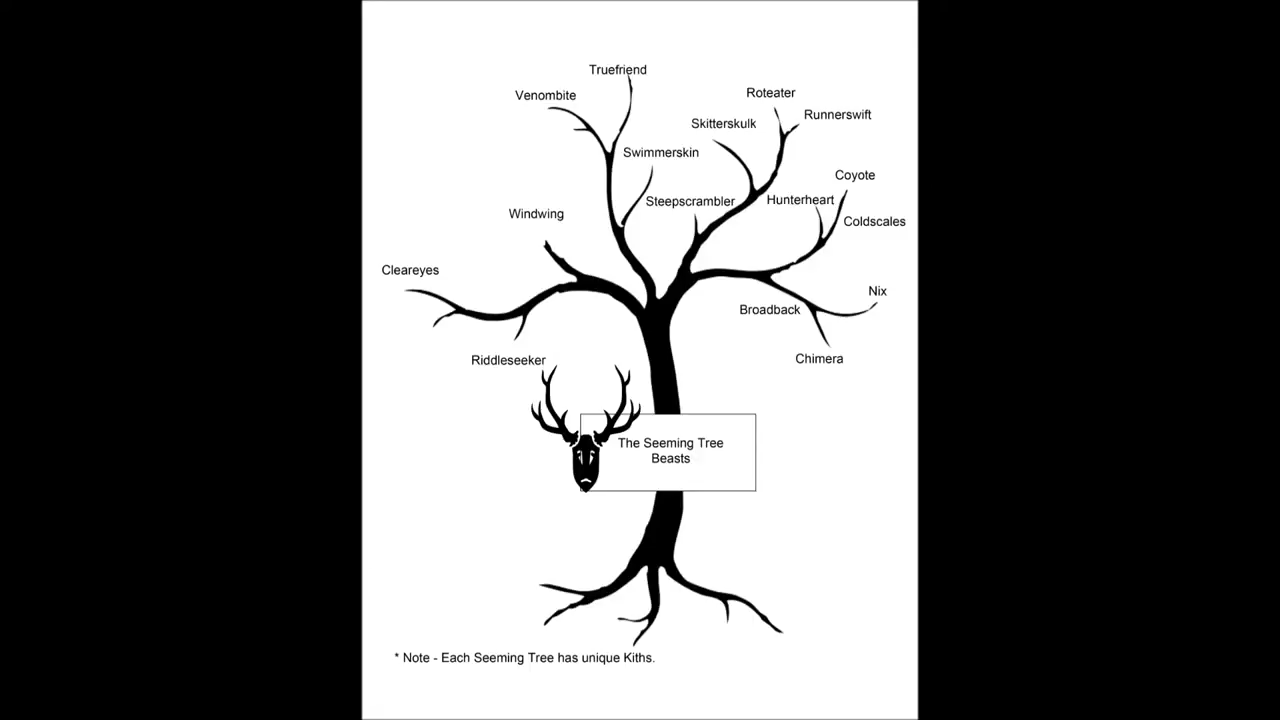 Truefriend
Venombite
Roteater
Runnerswift
Skitterskulk
Swimmerskin
Coyote
Steepscrambler
Hunterheart
Windwing
Coldscales
Cleareyes
Nix
Broadback
Riddleseeker
Chimera
The Seeming Tree
Beasts
* Note - Each Seeming Tree has unique Kiths.